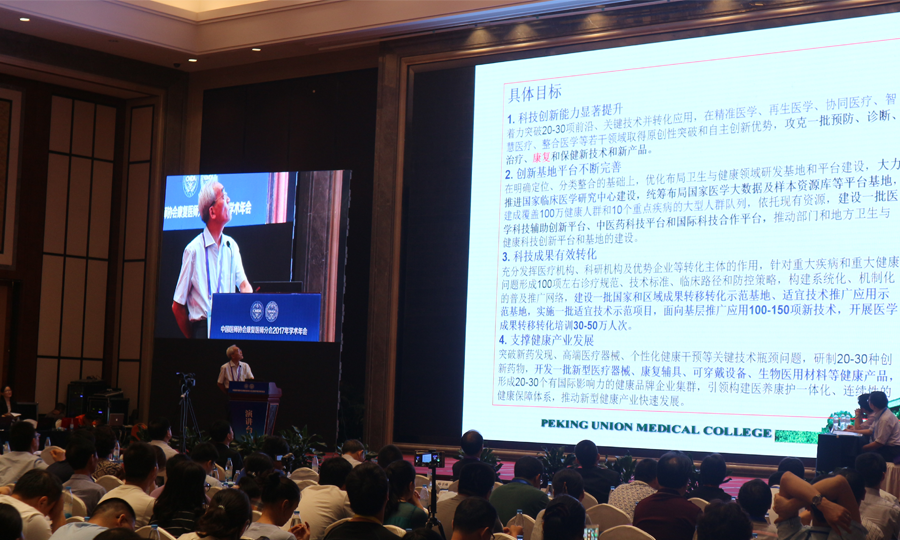 协会康复医师
中国医师协会康复医师分会2017年学术年会
具体目标
1. 科技创新能力显著提升
着力突破20-30项前沿、关键技术并转化应用，在精准医学、再生医学、协同医疗、智
慧医疗、整合医学等若干领域取得原创性突破和自主创新优势，攻克一批预防、诊断、
治疗、康复和保健新技术和新产品。
2. 创新基地平台不断完善
在明确定位、分类整合的基础上，优化布局卫生与健康领域研发基地和平台建设，大力
推进国家临床医学研究中心建设，统筹布局国家医学大数据及样本资源库等平台基地，
建成覆盖100万健康人群和10个重点疾病的大型人群队列，依托现有资源，建设一批医
学科技辅助创新平台、中医药科技平台和国际科技合作平台，推动部门和地方卫生与
健康科技创新平台和基地的建设。
3. 科技成果有效转化
充分发挥医疗机构、科研机构及优势企业等转化主体的作用，针对重大疾病和重大健康
问题形成100项左右诊疗规范、技术标准、临床路径和防控策略，构建系统化、机制化
的普及推广网络，建设一批国家和区域成果转移转化示范基地、适宜技术推广应用示
范基地，实施一批适宜技术示范项目，面向基层推广应用100-150项新技术，开展医学
成果转移转化培训30-50万人次。
4. 支撑健康产业发展
突破新药发现、高端医疗器械、个性化健康干预等关键技术瓶颈问题，研制20-30种创
新药物，开发一批新型医疗器械、康复辅具、可穿戴设备、生物医用材料等健康产品，
形成20-30个有国际影响力的健康品牌企业集群，引领构建医养康护一体化、连续性的
健康保障体系，推动新型健康产业快速发展。
PEKING UNION MEDICAL COLLEGE